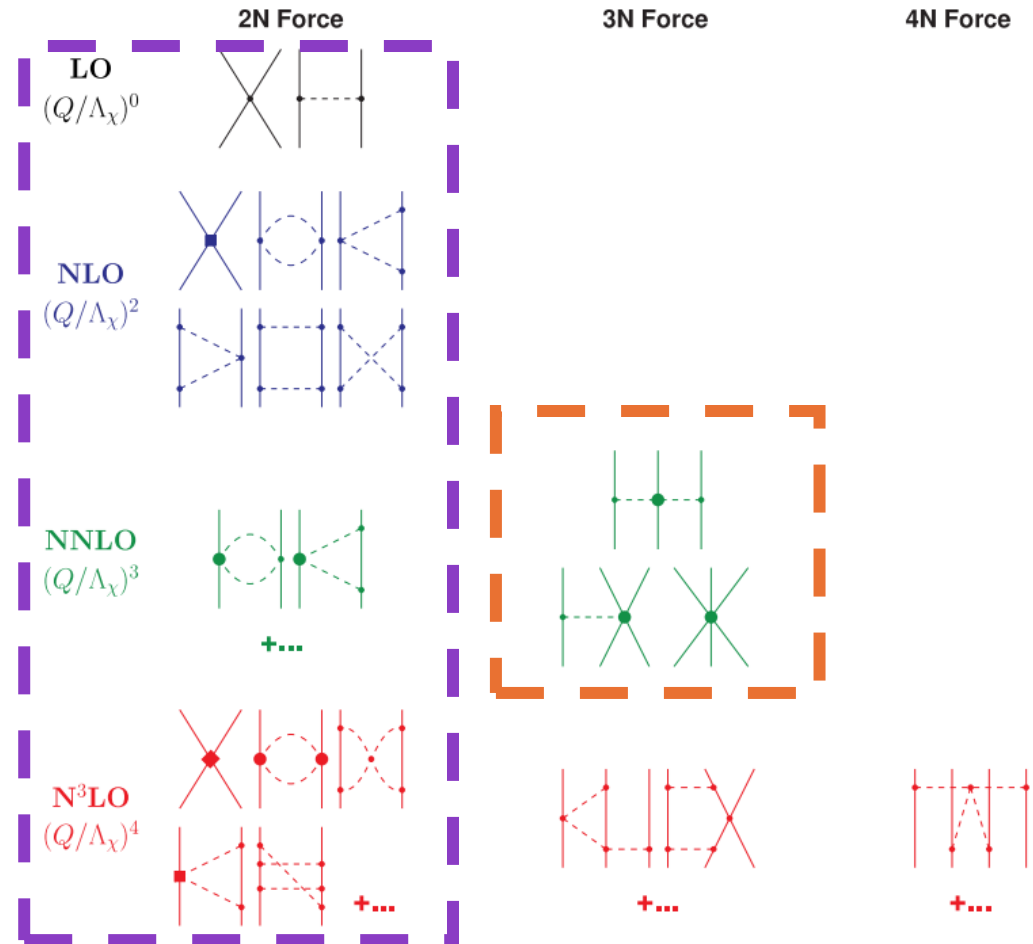 2N Force 3N Force 4N Force
LO
(Q/Λχ)⁰
NLO
(Q/Λχ)²
NNLO
(Q/Λχ)³
+...
N³LO
(Q/Λχ)⁴
+... +... +...